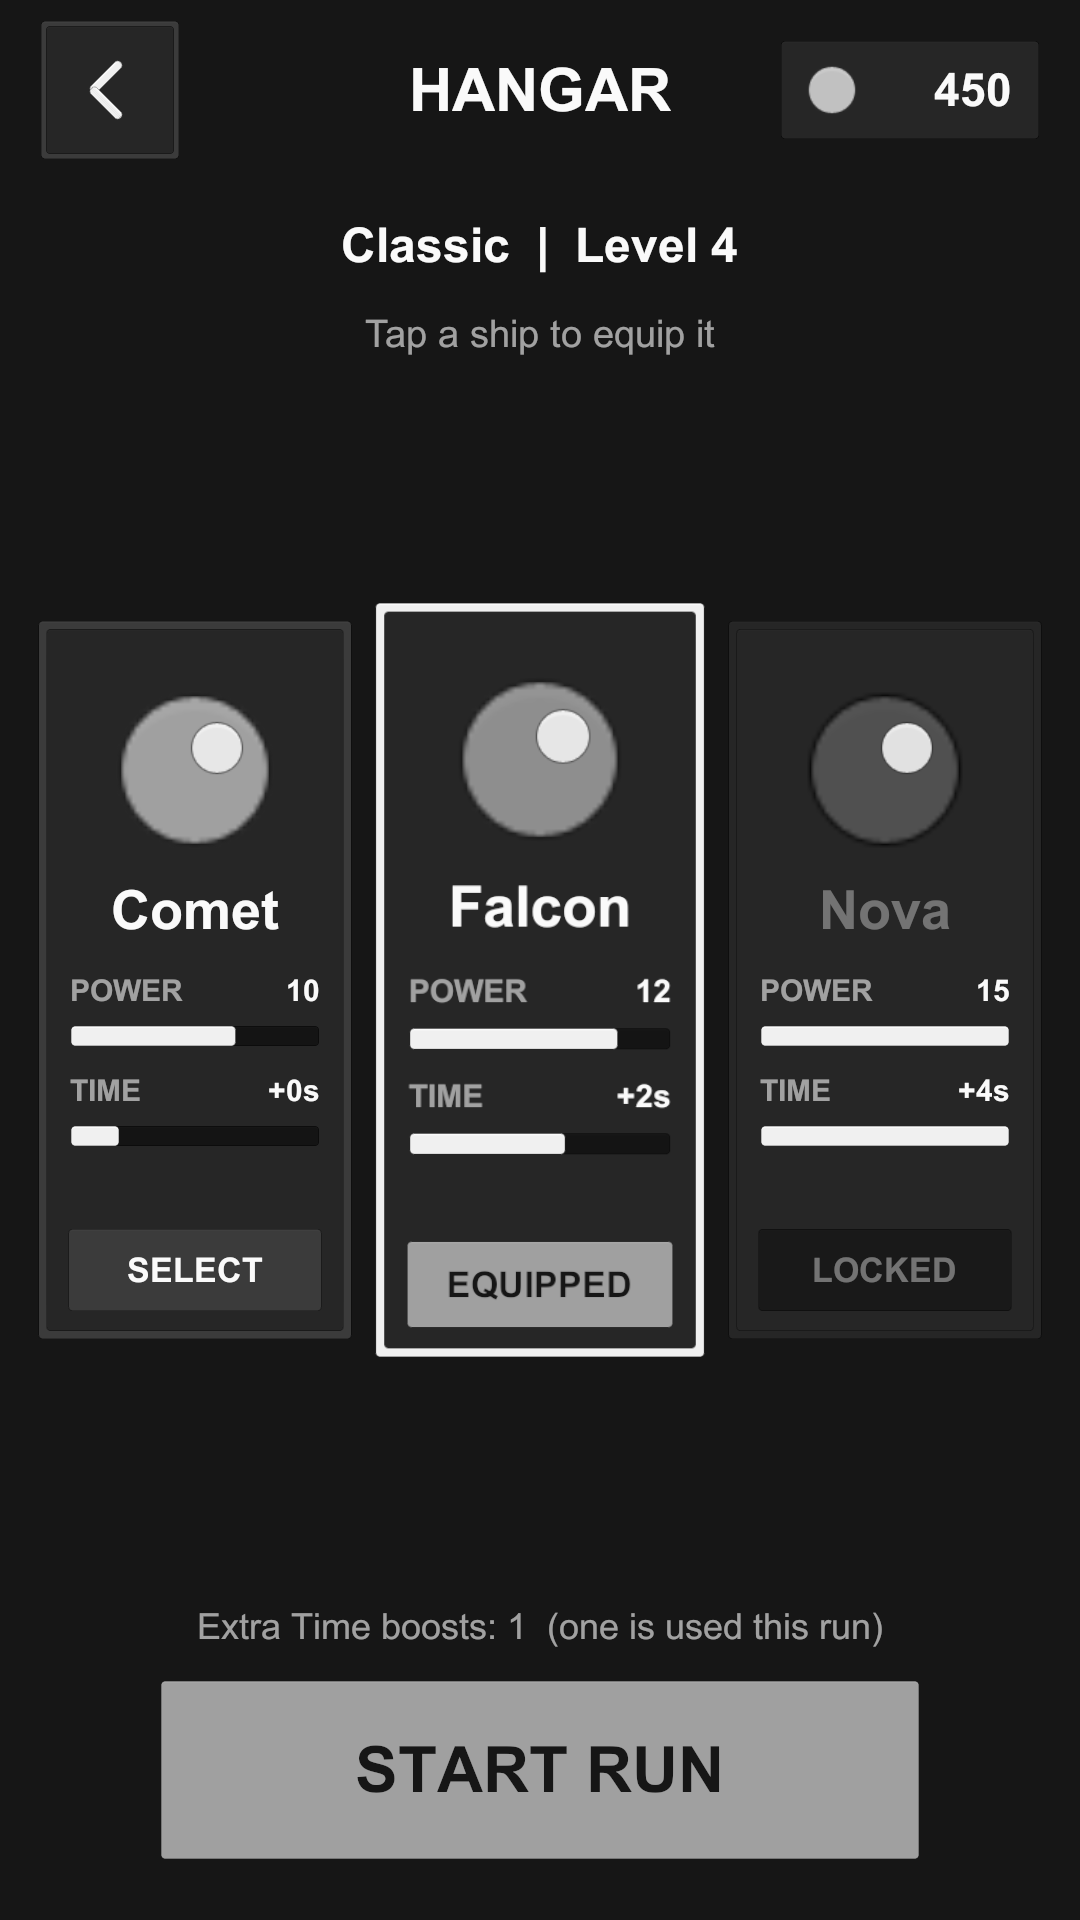 HANGAR
450
Classic | Level 4
Tap a ship to equip it
Comet
POWER 10
TIME +0s
SELECT
Falcon
POWER 12
TIME +2s
EQUIPPED
Nova
POWER 15
TIME +4s
LOCKED
Extra Time boosts: 1 (one is used this run)
START RUN